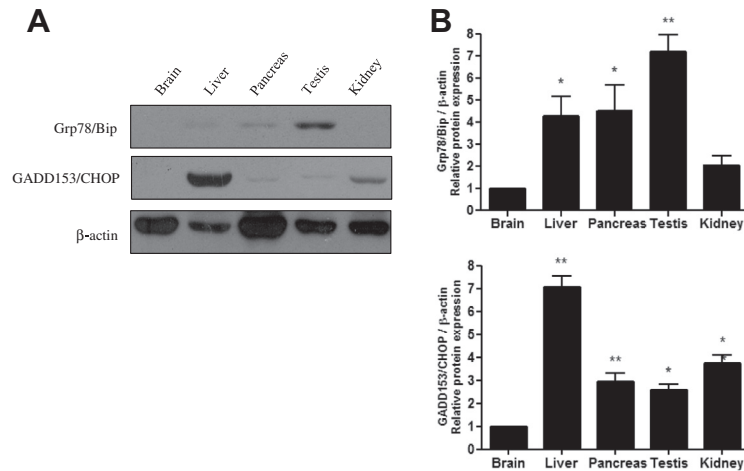 A
Brain Liver Pancreas Testis Kidney
Grp78/Bip
GADD153/CHOP
β-actin
B
Grp78/Bip / β-actin
Relative protein expression
8
7
6
5
4
3
2
1
0
* * **
Brain Liver Pancreas Testis Kidney
GADD153/CHOP / β-actin
Relative protein expression
8
7
6
5
4
3
2
1
0
** ** * * *
Brain Liver Pancreas Testis Kidney